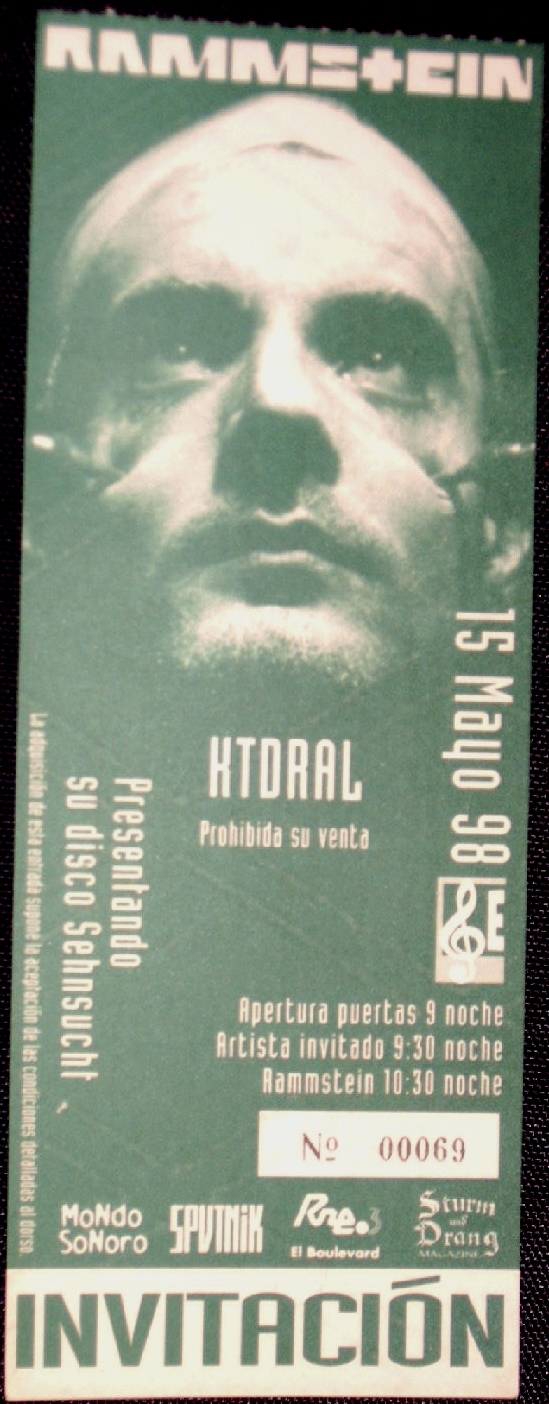 RAMMSTEIN
15 Mayo 98
KTDRAL
Prohibida su venta
Presentando
su disco Sehnsucht
La adquisición de esta entrada supone la aceptación de las condiciones detalladas al dorso
E
Apertura puertas 9 noche
Artista invitado 9:30 noche
Rammstein 10:30 noche
Nº 00069
MoNdo
SoNoro
SPUTNiK
Rne.3
El Boulevard
Sturm
und
Drang
MAGAZINE
INVITACIÓN